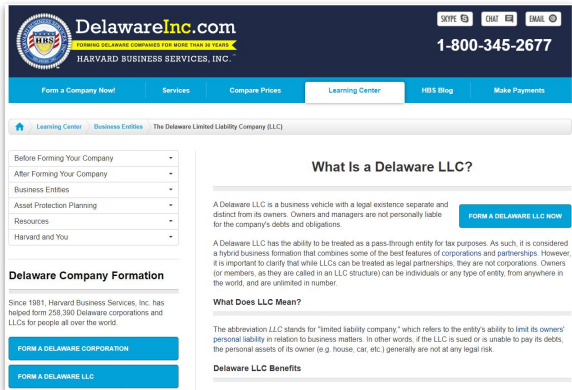 DelawareInc.com
FORMING DELAWARE COMPANIES FOR MORE THAN 30 YEARS
HARVARD BUSINESS SERVICES, INC.
HBS
SKYPE
CHAT
EMAIL
1-800-345-2677
Form a Company Now!
Services
Compare Prices
Learning Center
HBS Blog
Make Payments
Learning Center
Business Entities
The Delaware Limited Liability Company (LLC)
Before Forming Your Company
After Forming Your Company
Business Entities
Asset Protection Planning
Resources
Harvard and You
Delaware Company Formation
Since 1981, Harvard Business Services, Inc. has
helped form 258,390 Delaware corporations and
LLCs for people all over the world.
FORM A DELAWARE CORPORATION
FORM A DELAWARE LLC
What Is a Delaware LLC?
A Delaware LLC is a business vehicle with a legal existence separate and
distinct from its owners. Owners and managers are not personally liable
for the company's debts and obligations.
FORM A DELAWARE LLC NOW
A Delaware LLC has the ability to be treated as a pass-through entity for tax purposes. As such, it is considered
a hybrid business formation that combines some of the best features of corporations and partnerships. However,
it is important to clarify that while LLCs can be treated as legal partnerships, they are not corporations. Owners
(or members, as they are called in an LLC structure) can be individuals or any type of entity, from anywhere in
the world, and are unlimited in number.
What Does LLC Mean?
The abbreviation LLC stands for "limited liability company," which refers to the entity's ability to limit its owners'
personal liability in relation to business matters. In other words, if the LLC is sued or is unable to pay its debts,
the personal assets of its owner (e.g. house, car, etc.) generally are not at any legal risk.
Delaware LLC Benefits